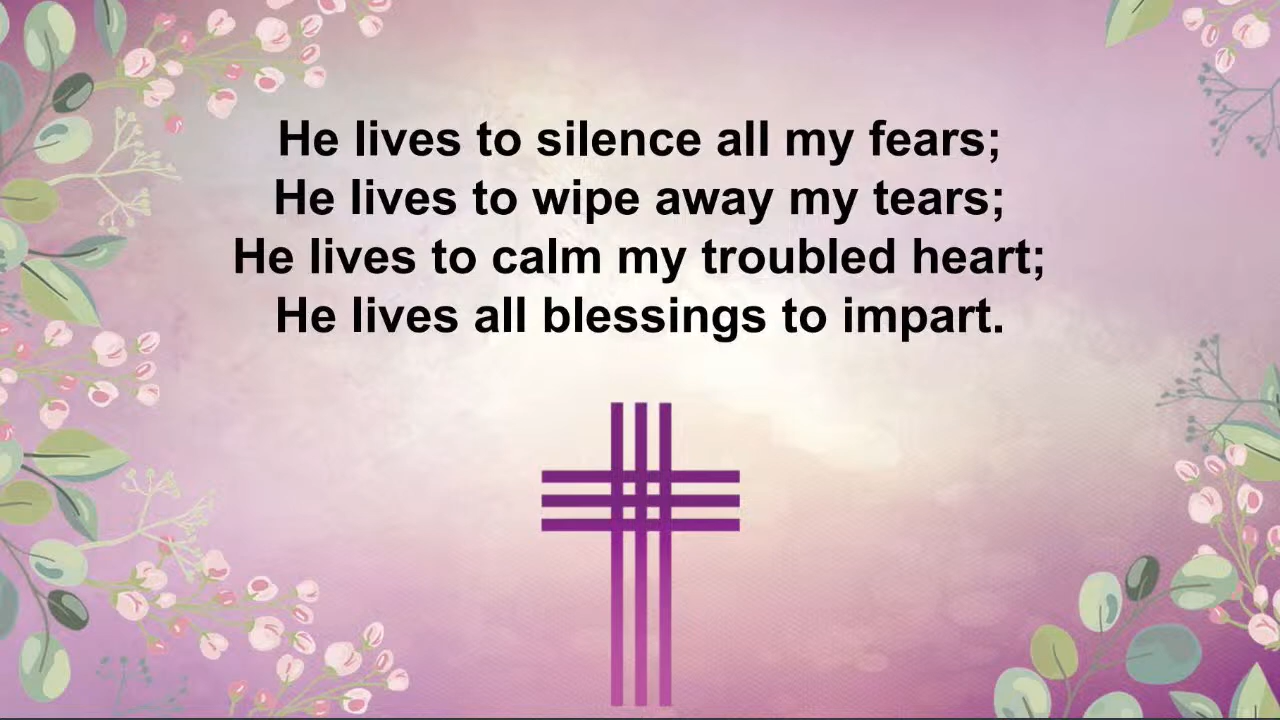 He lives to silence all my fears;
He lives to wipe away my tears;
He lives to calm my troubled heart;
He lives all blessings to impart.